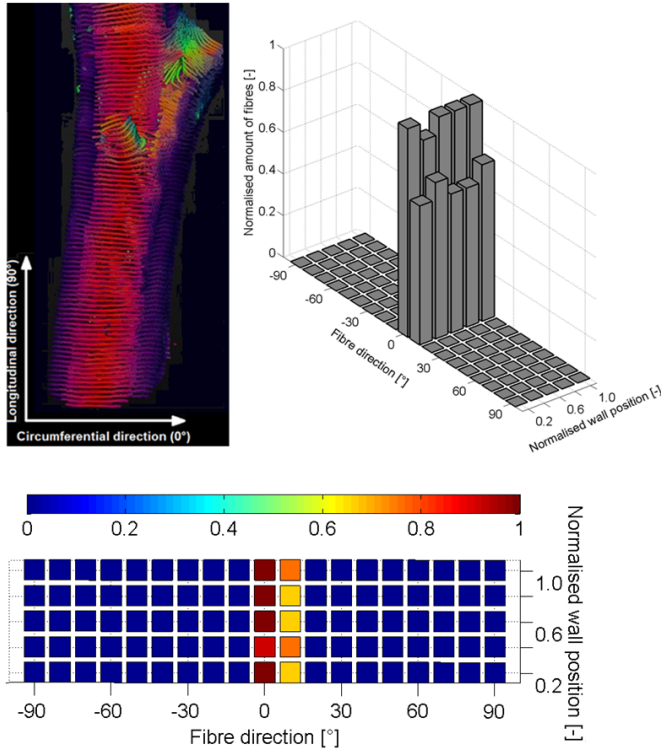 Longitudinal direction (90°)
Circumferential direction (0°)
1
0.8
0.6
0.4
0.2
0
Normalised amount of fibres [-]
-90
-60
-30
0
30
60
90
Fibre direction [°]
0.2
0.6
1.0
Normalised wall position [-]
0 0.2 0.4 0.6 0.8 1
1.0
0.6
0.2
Normalised wall position [-]
-90 -60 -30 0 30 60 90
Fibre direction [°]